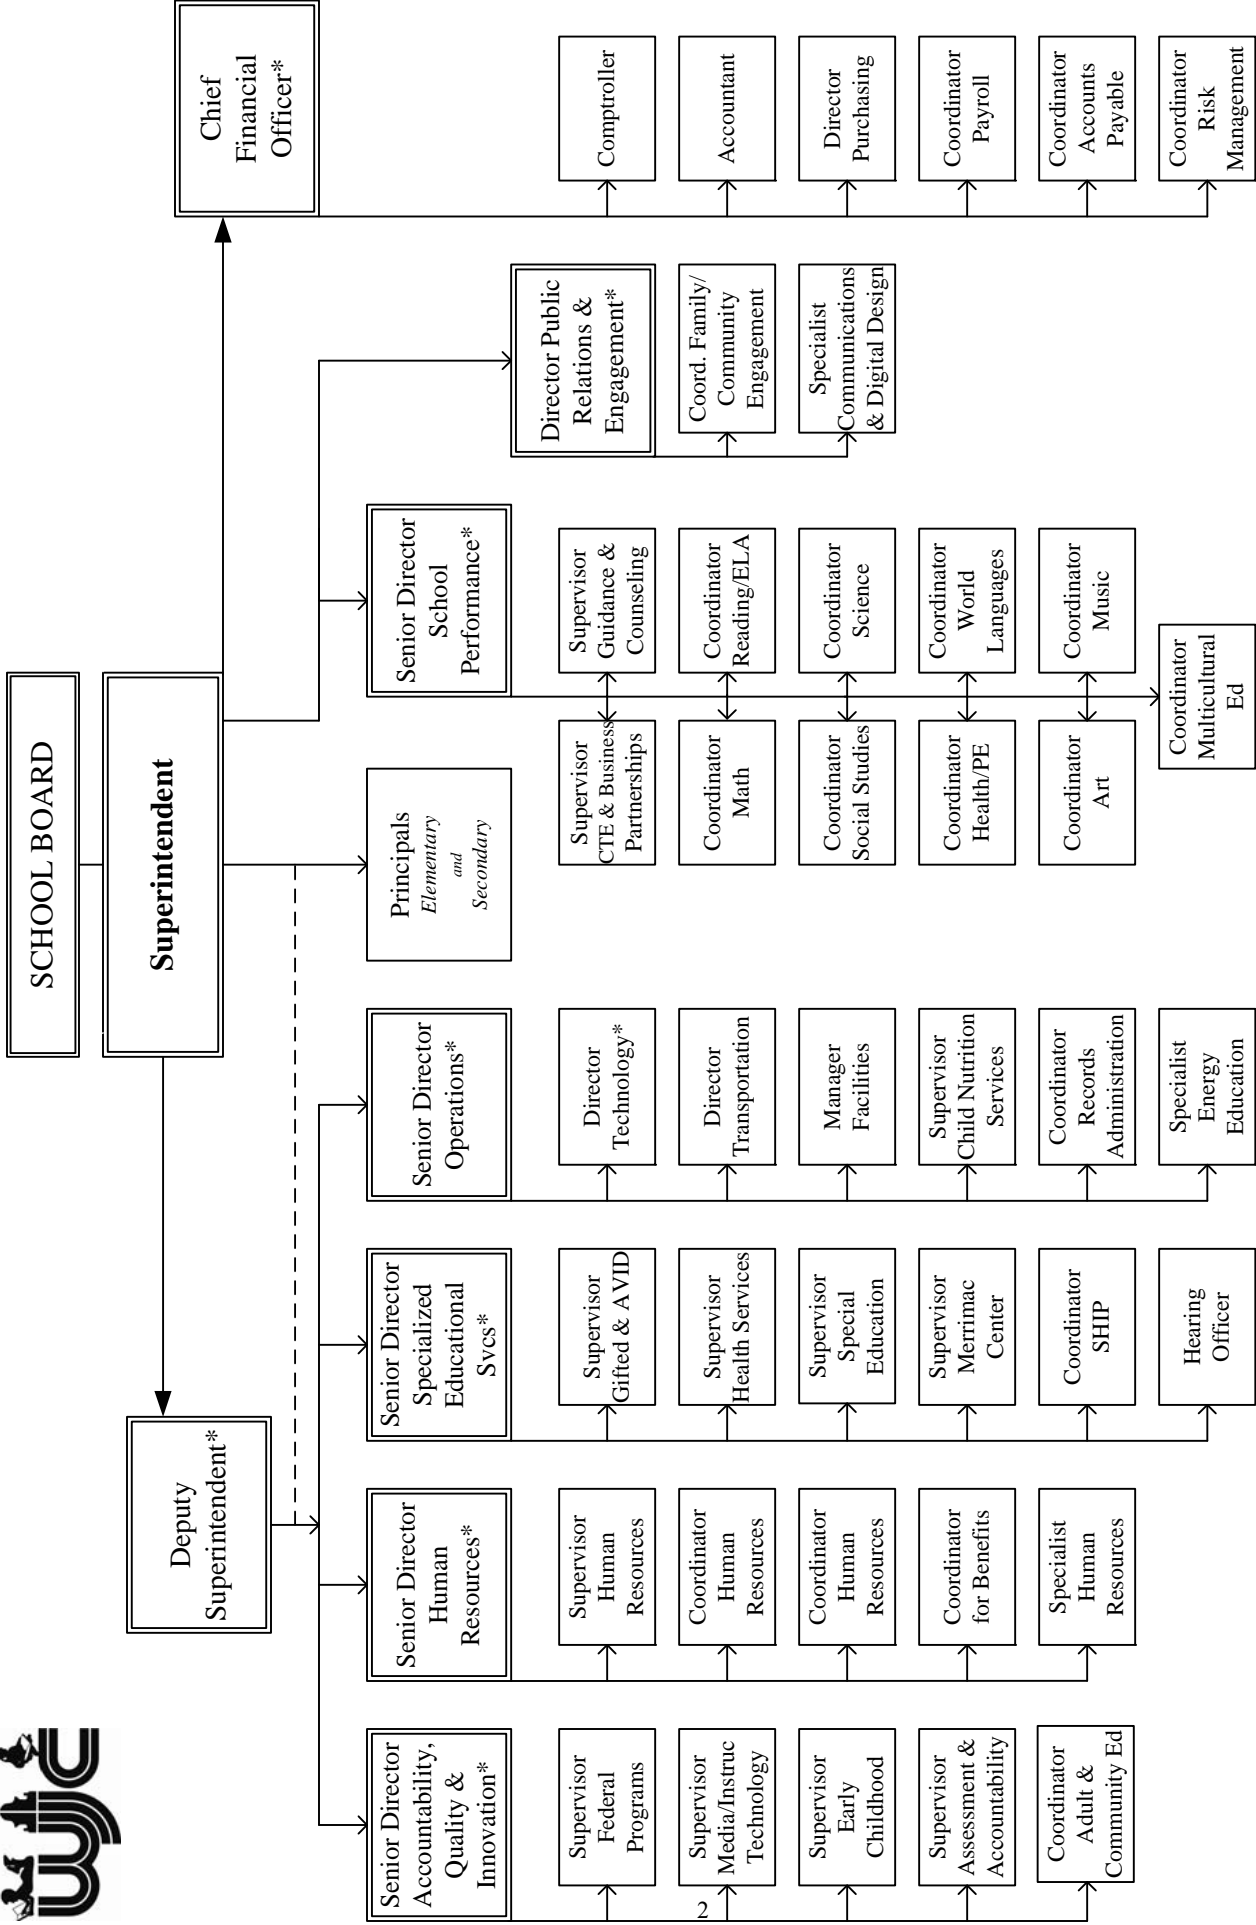 SCHOOL BOARD
Superintendent
Deputy
Superintendent*
Chief
Financial
Officer*
Senior Director
Accountability,
Quality &
Innovation*
Supervisor
Federal
Programs
Supervisor
Media/Instruc
Technology
Supervisor
Early
Childhood
Supervisor
Assessment &
Accountability
Coordinator
Adult &
Community Ed
Senior Director
Human
Resources*
Supervisor
Human
Resources
Coordinator
Human
Resources
Coordinator
Human
Resources
Coordinator
for Benefits
Specialist
Human
Resources
Senior Director
Specialized
Educational
Svcs*
Supervisor
Gifted & AVID
Supervisor
Health Services
Supervisor
Special
Education
Supervisor
Merrimac
Center
Coordinator
SHIP
Hearing
Officer
Senior Director
Operations*
Director
Technology*
Director
Transportation
Manager
Facilities
Supervisor
Child Nutrition
Services
Coordinator
Records
Administration
Specialist
Energy
Education
Principals
Elementary
and
Secondary
Senior Director
School
Performance*
Supervisor
CTE & Business
Partnerships
Supervisor
Guidance &
Counseling
Coordinator
Math
Coordinator
Reading/ELA
Coordinator
Social Studies
Coordinator
Science
Coordinator
Health/PE
Coordinator
World
Languages
Coordinator
Art
Coordinator
Music
Coordinator
Multicultural
Ed
Director Public
Relations &
Engagement*
Coord. Family/
Community
Engagement
Specialist
Communications
& Digital Design
Comptroller
Accountant
Director
Purchasing
Coordinator
Payroll
Coordinator
Accounts
Payable
Coordinator
Risk
Management
WJC
2